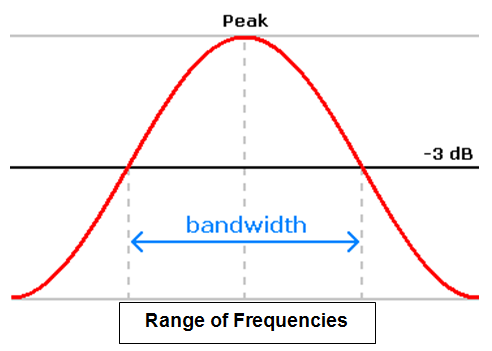 Peak
-3 dB
bandwidth
Range of Frequencies